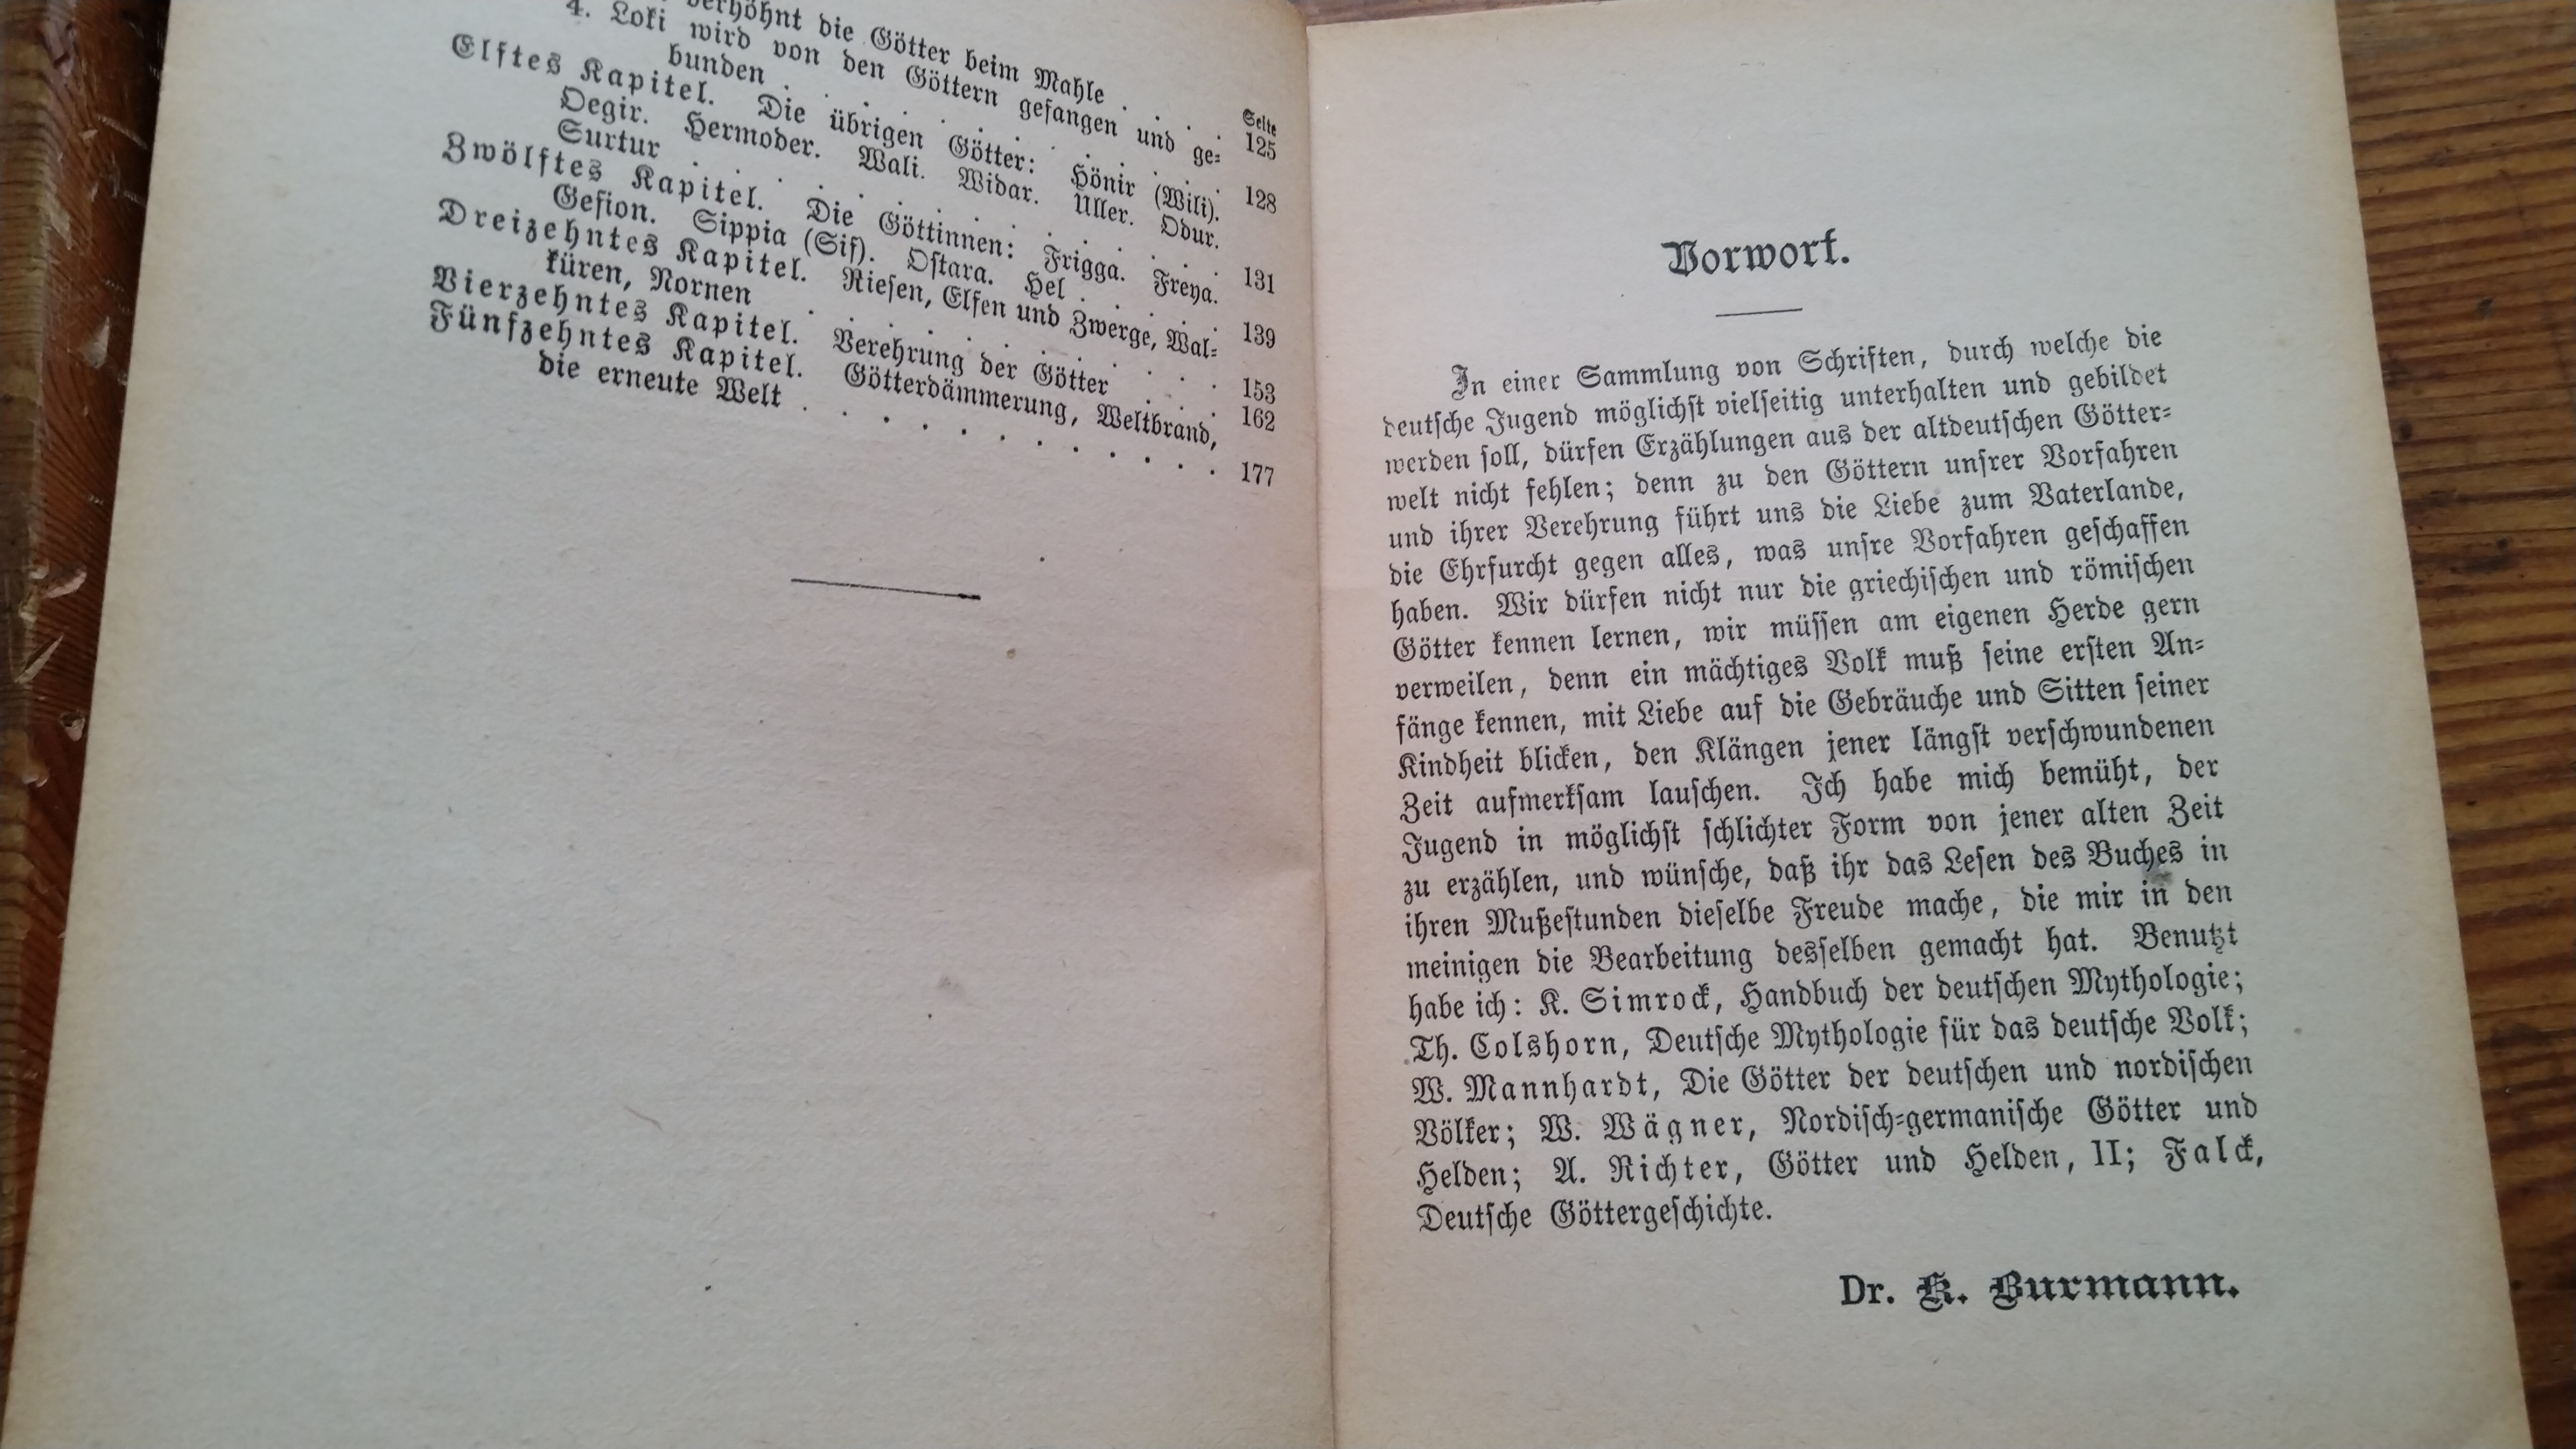 verhöhnt die Götter beim Mahle . . . 125
4. Loki wird von den Göttern gefangen und ge-
bunden . . . . . . . . . . 128
Seite
Elftes Kapitel. Die übrigen Götter: Hönir (Wili).
Oegir. Hermoder. Wali. Widar. Uller. Odur.
Surtur . . . . . . . . . . 131
Zwölftes Kapitel. Die Göttinnen: Frigga. Freya.
Gefion. Sippia (Sif). Ostara. Hel . . . . 139
Dreizehntes Kapitel. Riesen, Elfen und Zwerge, Wal-
küren, Nornen . . . . . . . . . 153
Vierzehntes Kapitel. Verehrung der Götter . . . 162
Fünfzehntes Kapitel. Götterdämmerung, Weltbrand,
die erneute Welt . . . . . . . . . . . 177
Vorwort.
In einer Sammlung von Schriften, durch welche die
deutsche Jugend möglichst vielseitig unterhalten und gebildet
werden soll, dürfen Erzählungen aus der altdeutschen Götter-
welt nicht fehlen; denn zu den Göttern unsrer Vorfahren
und ihrer Verehrung führt uns die Liebe zum Vaterlande,
die Ehrfurcht gegen alles, was unsre Vorfahren geschaffen
haben. Wir dürfen nicht nur die griechischen und römischen
Götter kennen lernen, wir müssen am eigenen Herde gern
verweilen, denn ein mächtiges Volk muß seine ersten An-
fänge kennen, mit Liebe auf die Gebräuche und Sitten seiner
Kindheit blicken, den Klängen jener längst verschwundenen
Zeit aufmerksam lauschen. Ich habe mich bemüht, der
Jugend in möglichst schlichter Form von jener alten Zeit
zu erzählen, und wünsche, daß ihr das Lesen des Buches in
ihren Mußestunden dieselbe Freude mache, die mir in den
meinigen die Bearbeitung desselben gemacht hat. Benutzt
habe ich: K. Simrock, Handbuch der deutschen Mythologie;
Th. Colshorn, Deutsche Mythologie für das deutsche Volk;
W. Mannhardt, Die Götter der deutschen und nordischen
Völker; W. Wägner, Nordisch-germanische Götter und
Helden; A. Richter, Götter und Helden, II; Falck,
Deutsche Göttergeschichte.
Dr. K. Burmann.